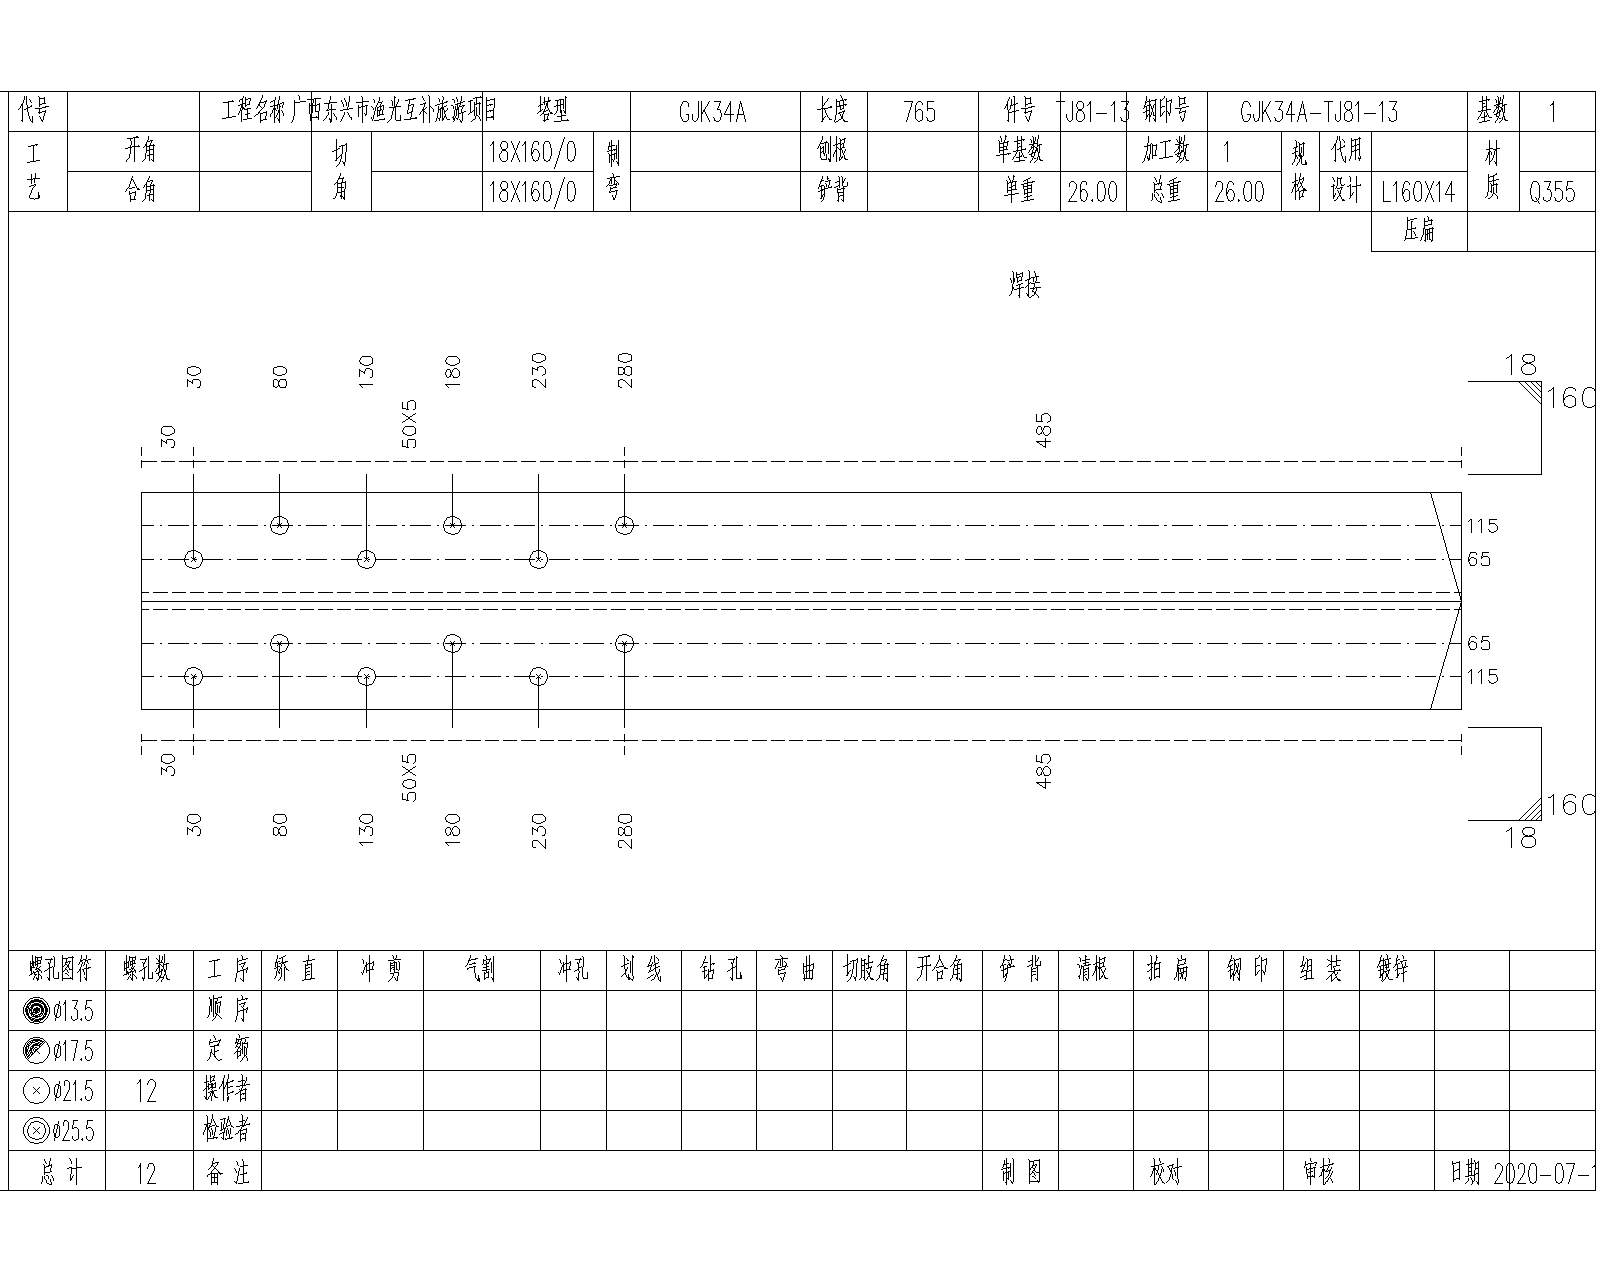 代号 工程名称 广西东兴市渔光互补旅游项目 塔型 GJK34A 长度 765 件号 TJ81-13 钢印号 GJK34A-TJ81-13 基数 1
工艺 开角 切角 18X160/0 制弯 刨根 单基数 加工数 1 规格 代用 材质
合角 18X160/0 铲背 单重 26.00 总重 26.00 设计 L160X14 Q355
压扁
焊接
30 80 130 180 230 280
18
160
30 50X5 485
115
65
65
115
30 50X5 485
160
30 80 130 180 230 280
18
螺孔图符 螺孔数 工序 矫直 冲剪 气割 冲孔 划线 钻孔 弯曲 切肢角 开合角 铲背 清根 拍扁 钢印 组装 镀锌
ø13.5 顺序
ø17.5 定额
ø21.5 12 操作者
ø25.5 检验者
总计 12 备注 制图 校对 审核 日期 2020-07-1